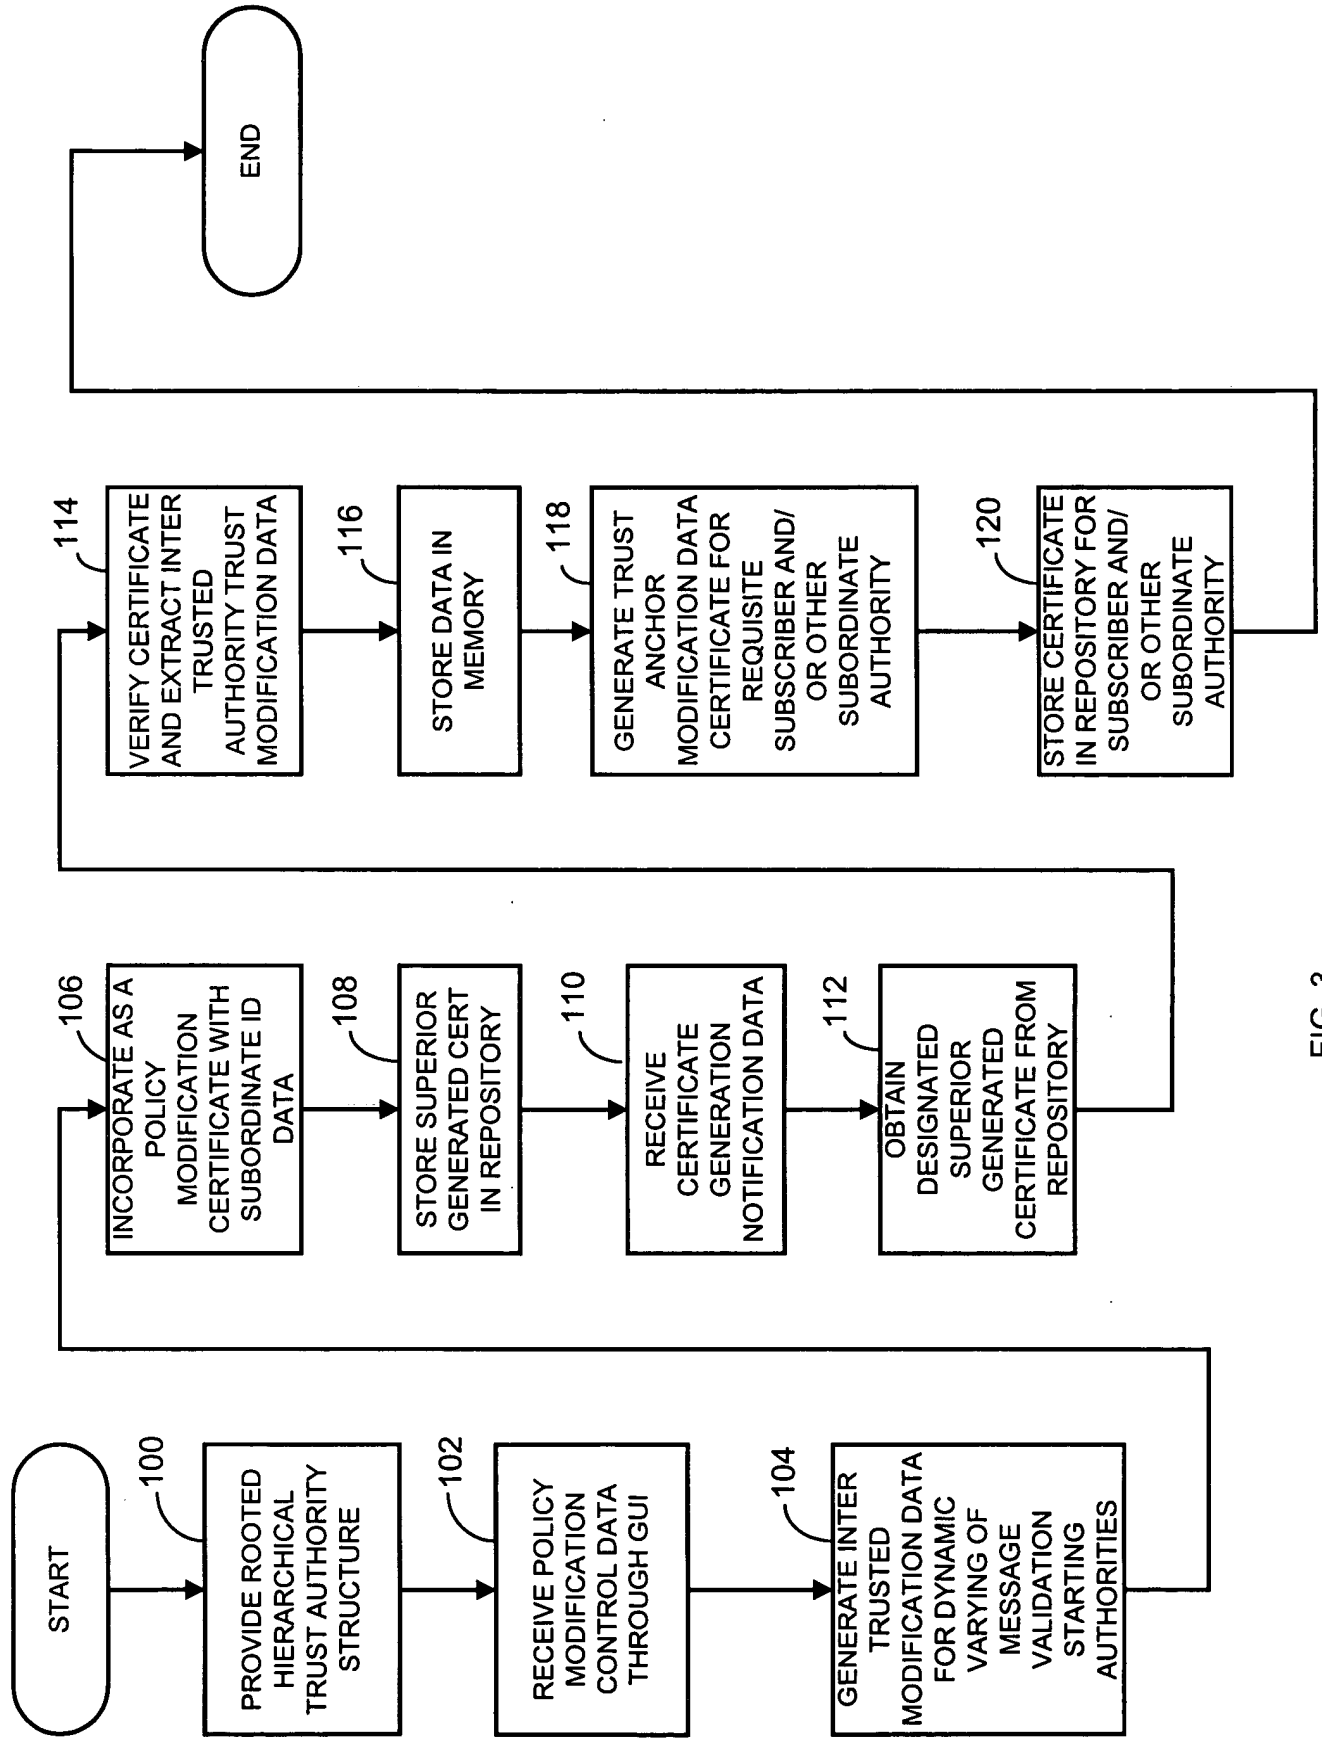 START
100
PROVIDE ROOTED
HIERARCHICAL
TRUST AUTHORITY
STRUCTURE
102
RECEIVE POLICY
MODIFICATION
CONTROL DATA
THROUGH GUI
104
GENERATE INTER
TRUSTED
MODIFICATION DATA
FOR DYNAMIC
VARYING OF
MESSAGE
VALIDATION
STARTING
AUTHORITIES
106
INCORPORATE AS A
POLICY
MODIFICATION
CERTIFICATE WITH
SUBORDINATE ID
DATA
108
STORE SUPERIOR
GENERATED CERT
IN REPOSITORY
110
RECEIVE
CERTIFICATE
GENERATION
NOTIFICATION DATA
112
OBTAIN
DESIGNATED
SUPERIOR
GENERATED
CERTIFICATE FROM
REPOSITORY
114
VERIFY CERTIFICATE
AND EXTRACT INTER
TRUSTED
AUTHORITY TRUST
MODIFICATION DATA
116
STORE DATA IN
MEMORY
118
GENERATE TRUST
ANCHOR
MODIFICATION DATA
CERTIFICATE FOR
REQUISITE
SUBSCRIBER AND/
OR OTHER
SUBORDINATE
AUTHORITY
120
STORE CERTIFICATE
IN REPOSITORY FOR
SUBSCRIBER AND/
OR OTHER
SUBORDINATE
AUTHORITY
END
FIG. 3